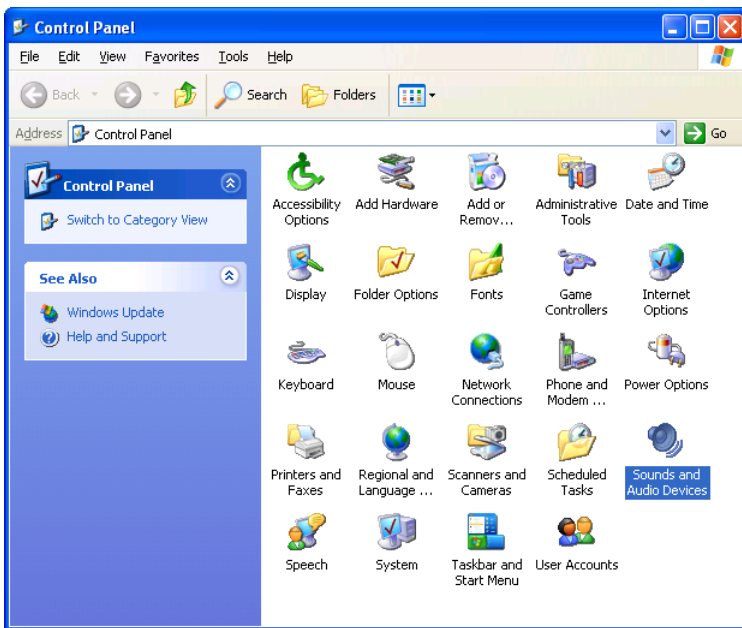 Control Panel
File Edit View Favorites Tools Help
Back Search Folders
Address Control Panel Go
Control Panel
Switch to Category View
See Also
Windows Update
Help and Support
Accessibility Options
Add Hardware
Add or Remov...
Administrative Tools
Date and Time
Display
Folder Options
Fonts
Game Controllers
Internet Options
Keyboard
Mouse
Network Connections
Phone and Modem ...
Power Options
Printers and Faxes
Regional and Language ...
Scanners and Cameras
Scheduled Tasks
Sounds and Audio Devices
Speech
System
Taskbar and Start Menu
User Accounts